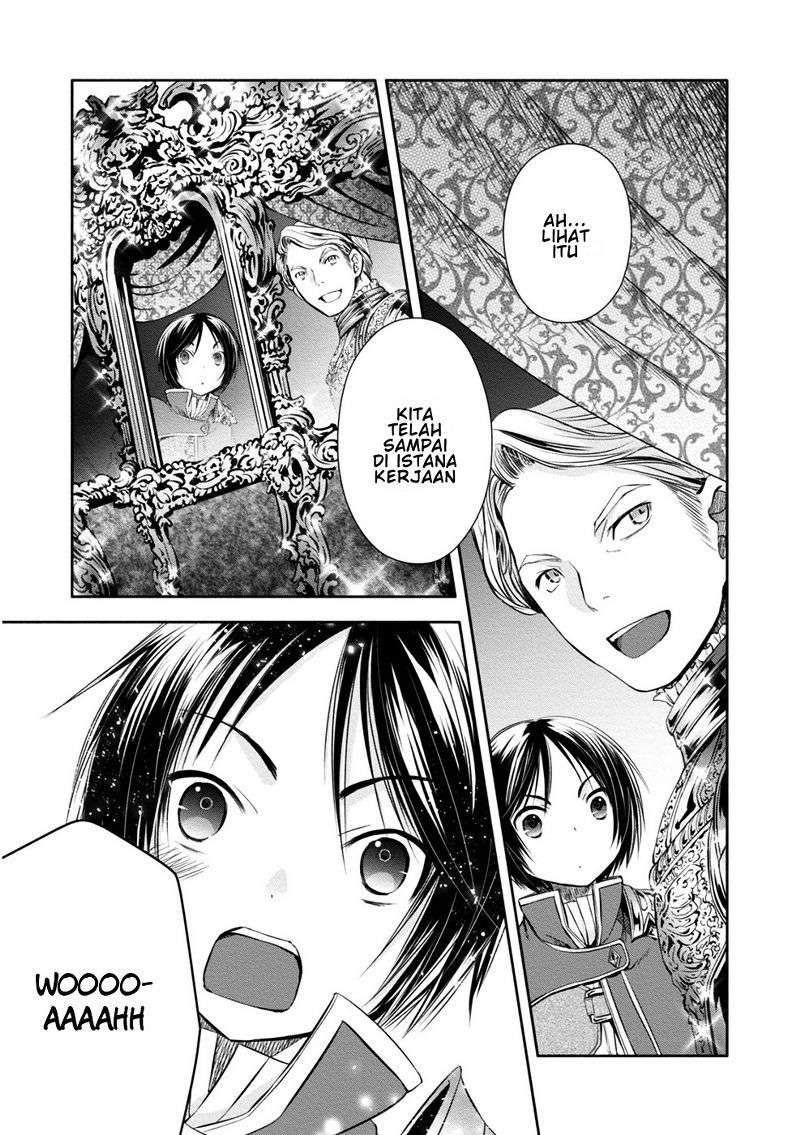 AH...
LIHAT
ITU
KITA
TELAH
SAMPAI
DI ISTANA
KERJAAN
WOOOO-
AAAAHH